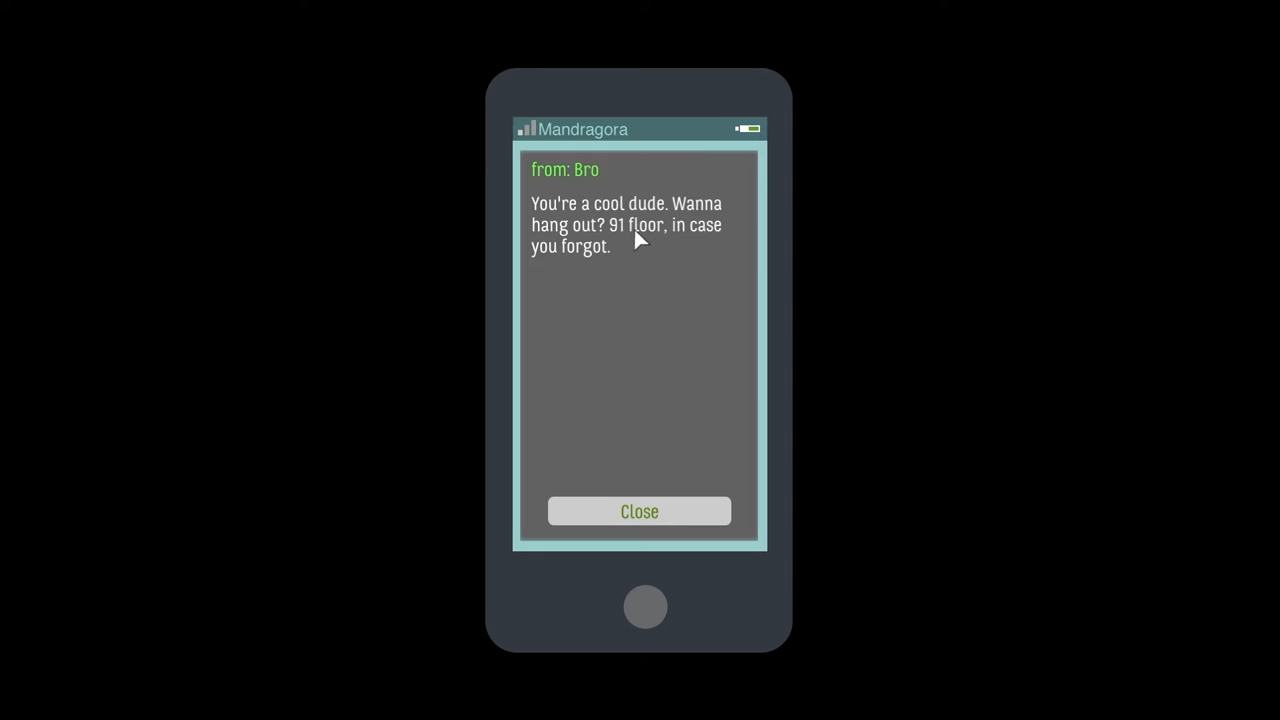 Mandragora
from: Bro
You're a cool dude. Wanna
hang out? 91 floor, in case
you forgot.
Close